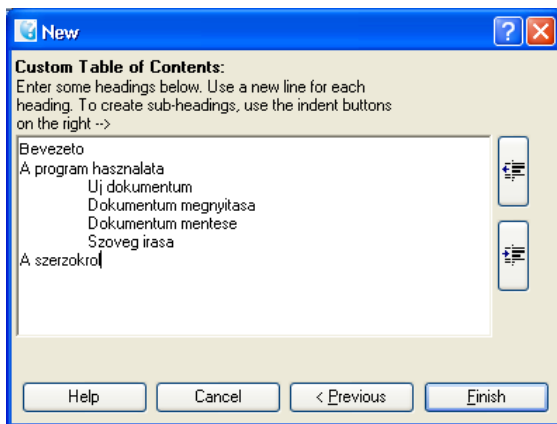 New
Custom Table of Contents:
Enter some headings below. Use a new line for each
heading. To create sub-headings, use the indent buttons
on the right -->
Bevezeto
A program hasznalata
Uj dokumentum
Dokumentum megnyitasa
Dokumentum mentese
Szoveg irasa
A szerzokrol
Help
Cancel
< Previous
Finish